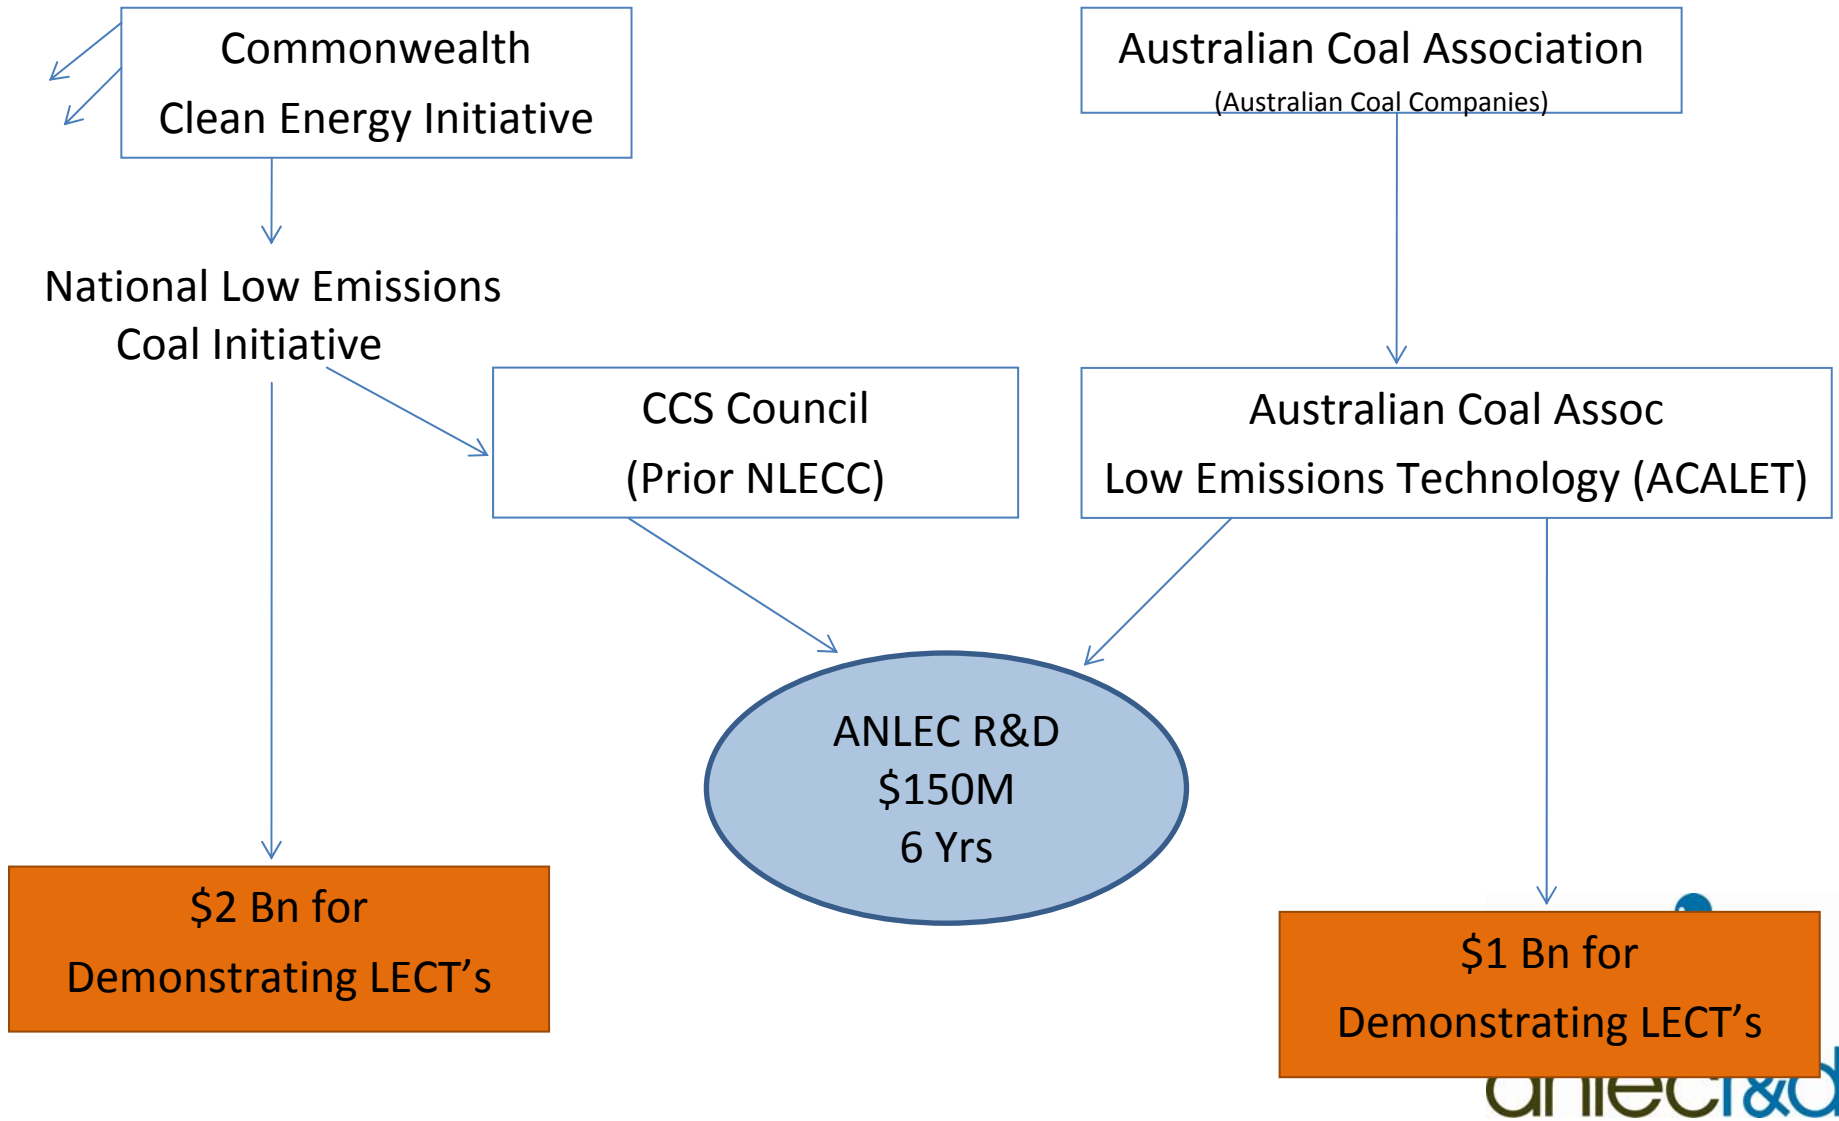 Commonwealth
Clean Energy Initiative
Australian Coal Association
(Australian Coal Companies)
National Low Emissions
Coal Initiative
CCS Council
(Prior NLECC)
Australian Coal Assoc
Low Emissions Technology (ACALET)
ANLEC R&D
$150M
6 Yrs
$2 Bn for
Demonstrating LECT’s
$1 Bn for
Demonstrating LECT’s
anlecr&d